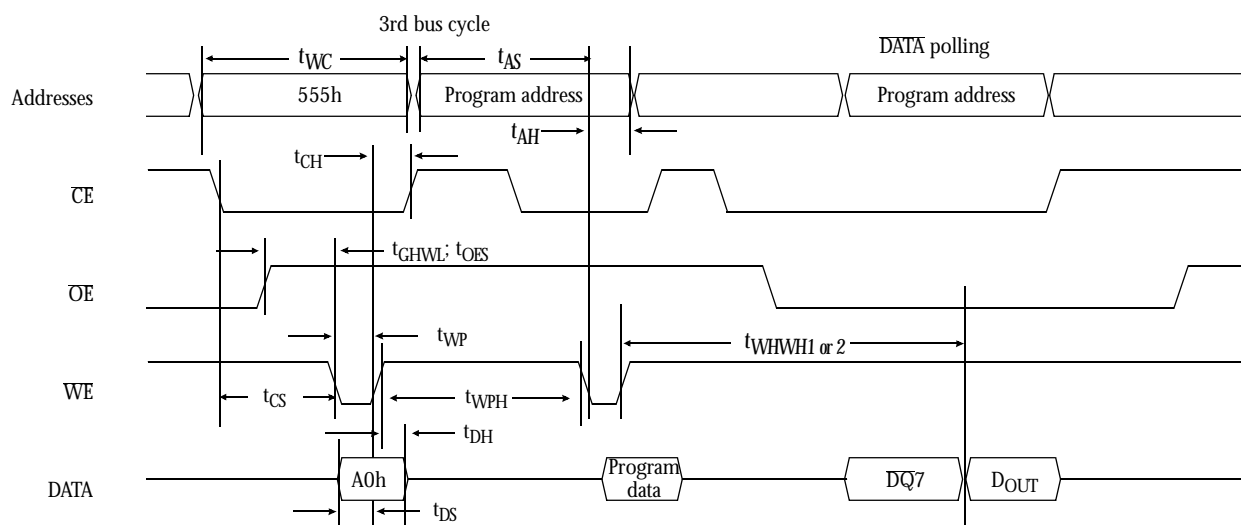 3rd bus cycle
tWC
tAS
DATA polling
Addresses
555h
Program address
Program address
tAH
tCH
CE
tGHWL; tOES
OE
tWP
tWHWH1 or 2
WE
tCS
tWPH
tDH
DATA
A0h
Program
data
DQ7
DOUT
tDS